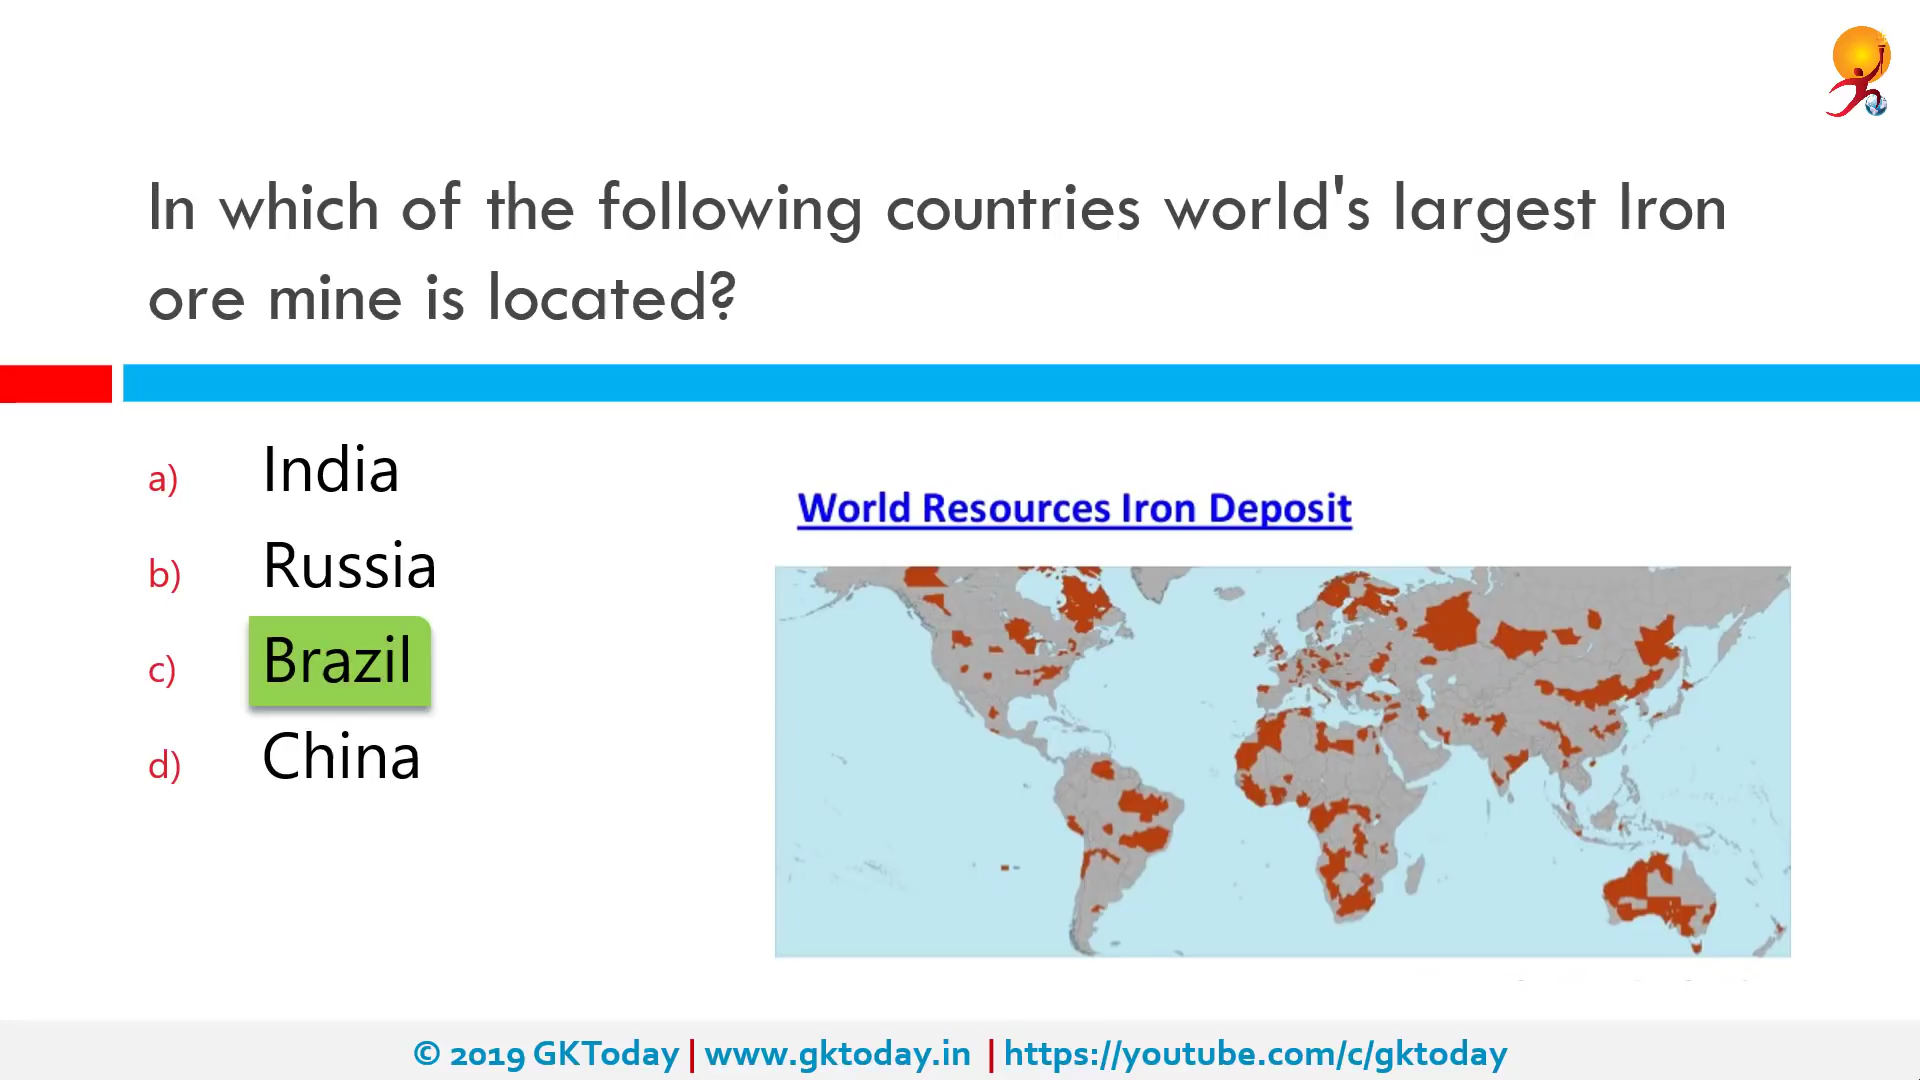 In which of the following countries world's largest Iron
ore mine is located?
a) India
b) Russia
c) Brazil
d) China
World Resources Iron Deposit
© 2019 GKToday | www.gktoday.in | https://youtube.com/c/gktoday